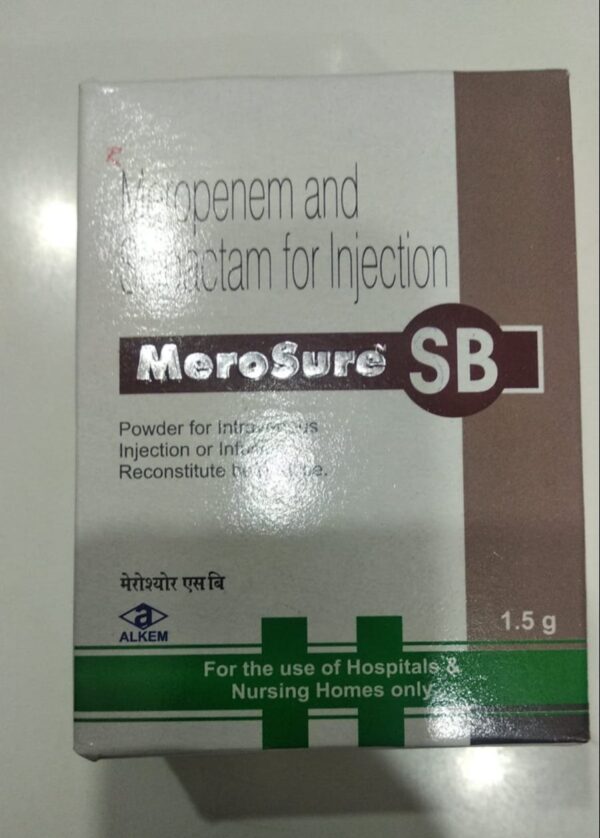 Meropenem and
for Injection
MeroSure SB
Powder for
Injection or
Reconstitute
मेरोश्योर एस बि
a
ALKEM
1.5 g
For the use of Hospitals &
Nursing Homes only